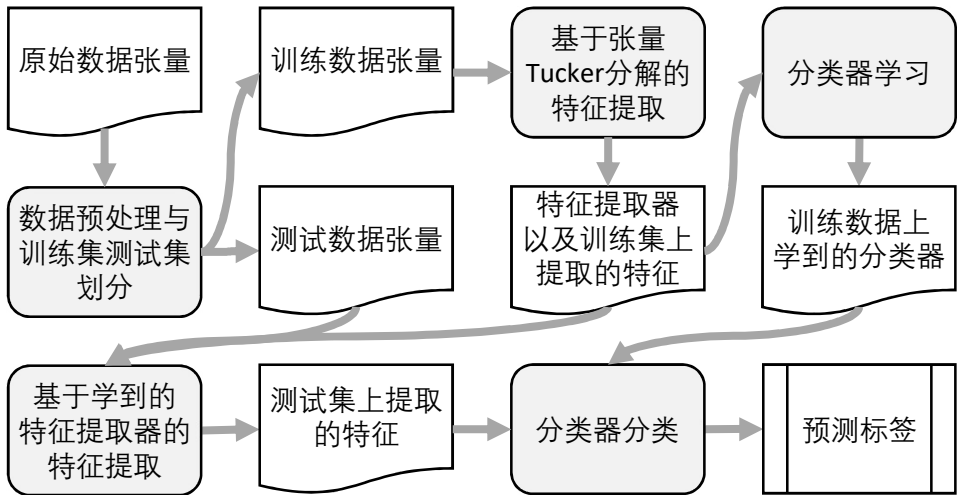 原始数据张量
训练数据张量
基于张量
Tucker分解的
特征提取
分类器学习
数据预处理与
训练集测试集
划分
测试数据张量
特征提取器
以及训练集上
提取的特征
训练数据上
学到的分类器
基于学到的
特征提取器的
特征提取
测试集上提取
的特征
分类器分类
预测标签